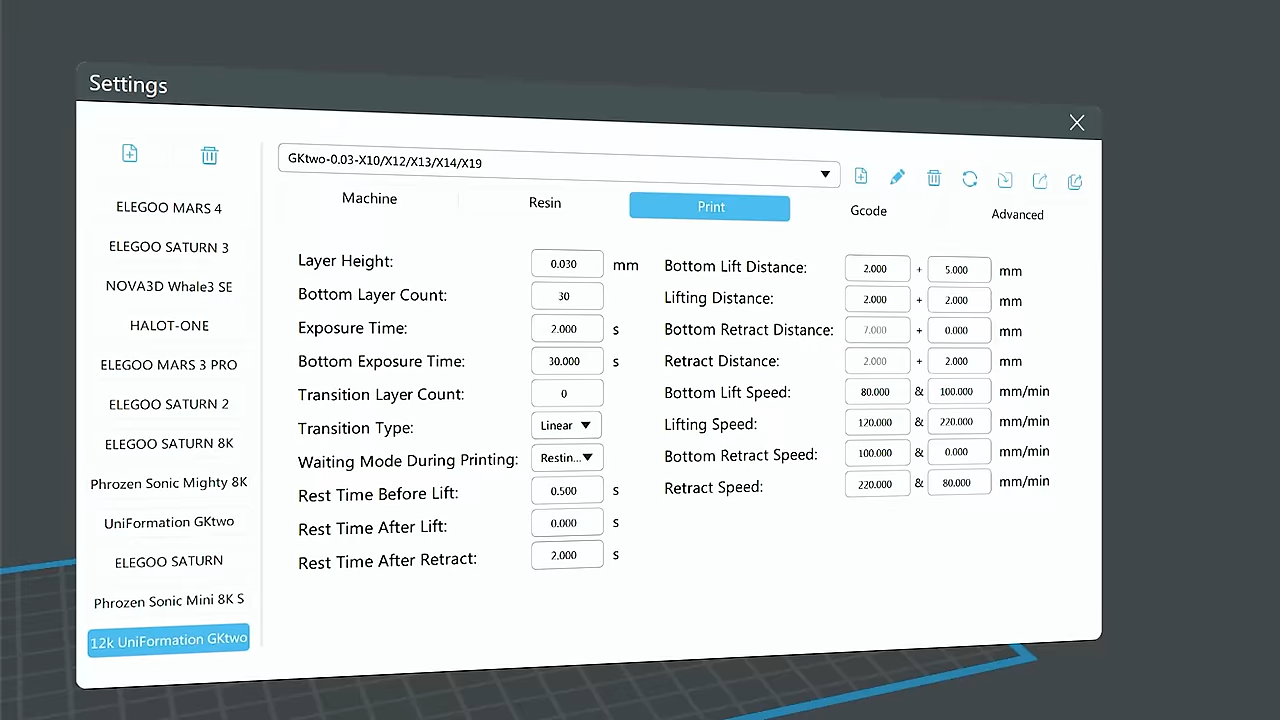 Settings
GKtwo-0.03-X10/X12/X13/X14/X19
Machine
Resin
Print
Gcode
Advanced
ELEGOO MARS 4
ELEGOO SATURN 3
NOVA3D Whale3 SE
HALOT-ONE
ELEGOO MARS 3 PRO
ELEGOO SATURN 2
ELEGOO SATURN 8K
Phrozen Sonic Mighty 8K
UniFormation GKtwo
ELEGOO SATURN
Phrozen Sonic Mini 8K S
12k UniFormation GKtwo
Layer Height: 0.030 mm
Bottom Layer Count: 30
Exposure Time: 2.000 s
Bottom Exposure Time: 30.000 s
Transition Layer Count: 0
Transition Type: Linear
Waiting Mode During Printing: Restin...
Rest Time Before Lift: 0.500 s
Rest Time After Lift: 0.000 s
Rest Time After Retract: 2.000 s
Bottom Lift Distance: 2.000 + 5.000 mm
Lifting Distance: 2.000 + 2.000 mm
Bottom Retract Distance: 7.000 + 0.000 mm
Retract Distance: 2.000 + 2.000 mm
Bottom Lift Speed: 80.000 & 100.000 mm/min
Lifting Speed: 120.000 & 220.000 mm/min
Bottom Retract Speed: 100.000 & 0.000 mm/min
Retract Speed: 220.000 & 80.000 mm/min